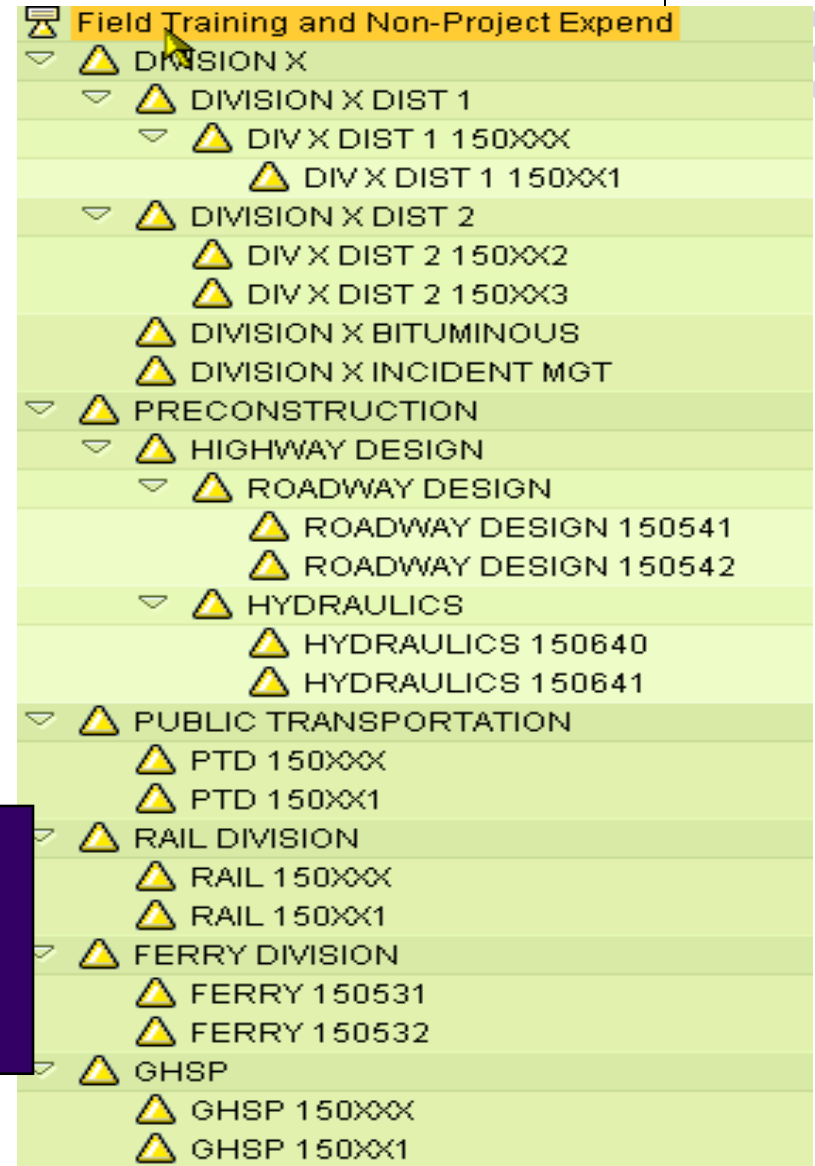 Field Training and Non-Project Expend
DIVISION X
DIVISION X DIST 1
DIV X DIST 1 150XXX
DIV X DIST 1 150XX1
DIVISION X DIST 2
DIV X DIST 2 150XX2
DIV X DIST 2 150XX3
DIVISION X BITUMINOUS
DIVISION X INCIDENT MGT
PRECONSTRUCTION
HIGHWAY DESIGN
ROADWAY DESIGN
ROADWAY DESIGN 150541
ROADWAY DESIGN 150542
HYDRAULICS
HYDRAULICS 150640
HYDRAULICS 150641
PUBLIC TRANSPORTATION
PTD 150XXX
PTD 150XX1
RAIL DIVISION
RAIL 150XXX
RAIL 150XX1
FERRY DIVISION
FERRY 150531
FERRY 150532
GHSP
GHSP 150XXX
GHSP 150XX1